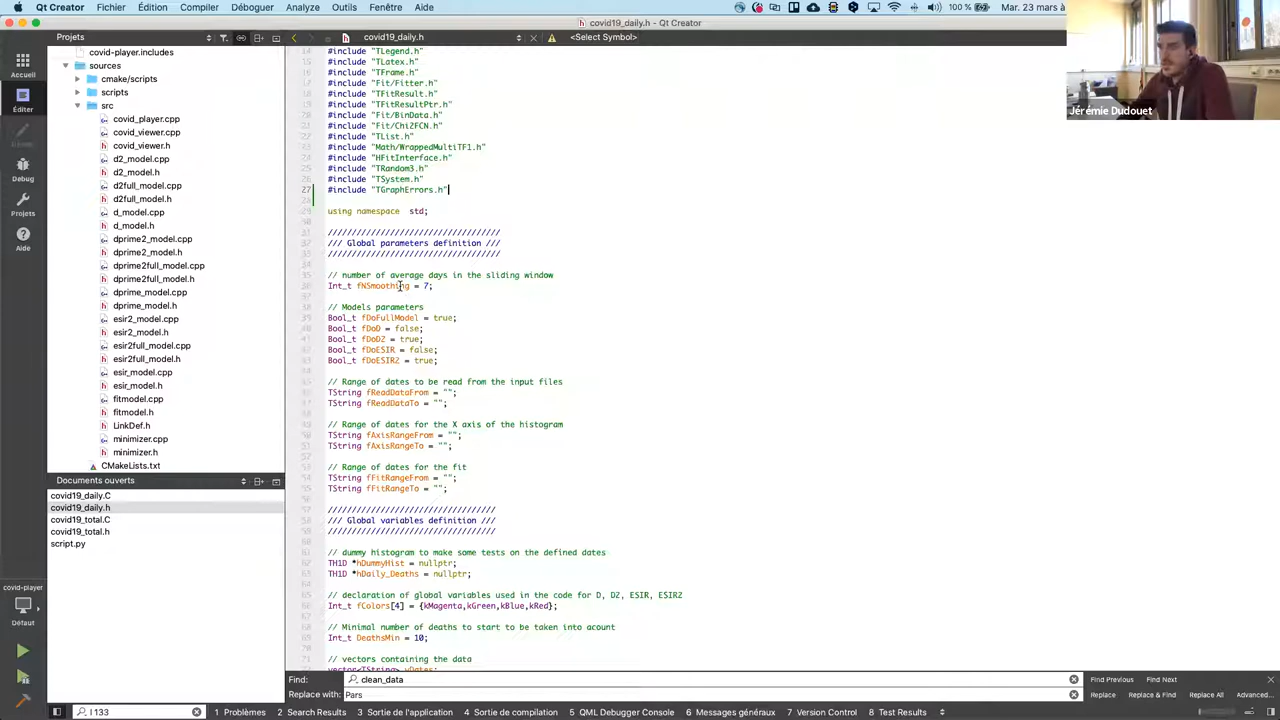 Qt Creator Fichier Édition Compiler Déboguer Analyze Outils Fenêtre Aide 100 % Mar. 23 mars à
covid19_daily.h - Qt Creator
Projets
covid19_daily.h
<Select Symbol>
Accueil
Éditer
Design
Debug
Projets
Aide
covid-player
Défaut
covid-player.includes
sources
cmake/scripts
scripts
src
covid_player.cpp
covid_viewer.cpp
covid_viewer.h
d2_model.cpp
d2_model.h
d2full_model.cpp
d2full_model.h
d_model.cpp
d_model.h
dprime2_model.cpp
dprime2_model.h
dprime2full_model.cpp
dprime2full_model.h
dprime_model.cpp
dprime_model.h
esir2_model.cpp
esir2_model.h
esir2full_model.cpp
esir2full_model.h
esir_model.cpp
esir_model.h
fitmodel.cpp
fitmodel.h
LinkDef.h
minimizer.cpp
minimizer.h
CMakeLists.txt
Documents ouverts
covid19_daily.C
covid19_daily.h
covid19_total.C
covid19_total.h
script.py
#include "TLegend.h"
#include "TLatex.h"
#include "TFrame.h"
#include "Fit/Fitter.h"
#include "TFitResult.h"
#include "TFitResultPtr.h"
#include "Fit/BinData.h"
#include "Fit/Chi2FCN.h"
#include "TList.h"
#include "Math/WrappedMultiTF1.h"
#include "HFitInterface.h"
#include "TRandom3.h"
#include "TSystem.h"
27 #include "TGraphErrors.h"
using namespace std;
////////////////////////////////////
/// Global parameters definition ///
////////////////////////////////////
// number of average days in the sliding window
Int_t fNSmoothing = 7;
// Models parameters
Bool_t fDoFullModel = true;
Bool_t fDoD = false;
Bool_t fDoD2 = true;
Bool_t fDoESIR = false;
Bool_t fDoESIR2 = true;
// Range of dates to be read from the input files
TString fReadDataFrom = "";
TString fReadDataTo = "";
// Range of dates for the X axis of the histogram
TString fAxisRangeFrom = "";
TString fAxisRangeTo = "";
// Range of dates for the fit
TString fFitRangeFrom = "";
TString fFitRangeTo = "";
///////////////////////////////////
/// Global variables definition ///
///////////////////////////////////
// dummy histogram to make some tests on the defined dates
TH1D *hDummyHist = nullptr;
TH1D *hDaily_Deaths = nullptr;
// declaration of global variables used in the code for D, D2, ESIR, ESIR2
Int_t fColors[4] = {kMagenta,kGreen,kBlue,kRed};
// Minimal number of deaths to start to be taken into acount
Int_t DeathsMin = 10;
// vectors containing the data
vector<TString> vDates;
Find: clean_data Find Previous Find Next
Replace with: Pars Replace Replace & Find Replace All Advanced...
l 133 1 Problèmes 2 Search Results 3 Sortie de l'application 4 Sortie de compilation 5 QML Debugger Console 6 Messages généraux 7 Version Control 8 Test Results
Jérémie Dudouet